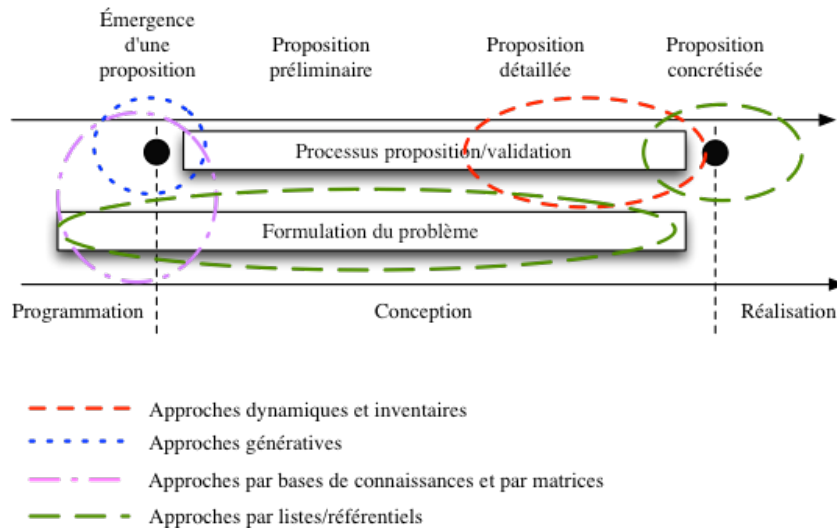 Émergence
d'une
proposition
Proposition
préliminaire
Proposition
détaillée
Proposition
concrétisée
Processus proposition/validation
Formulation du problème
Programmation
Conception
Réalisation
Approches dynamiques et inventaires
Approches génératives
Approches par bases de connaissances et par matrices
Approches par listes/référentiels